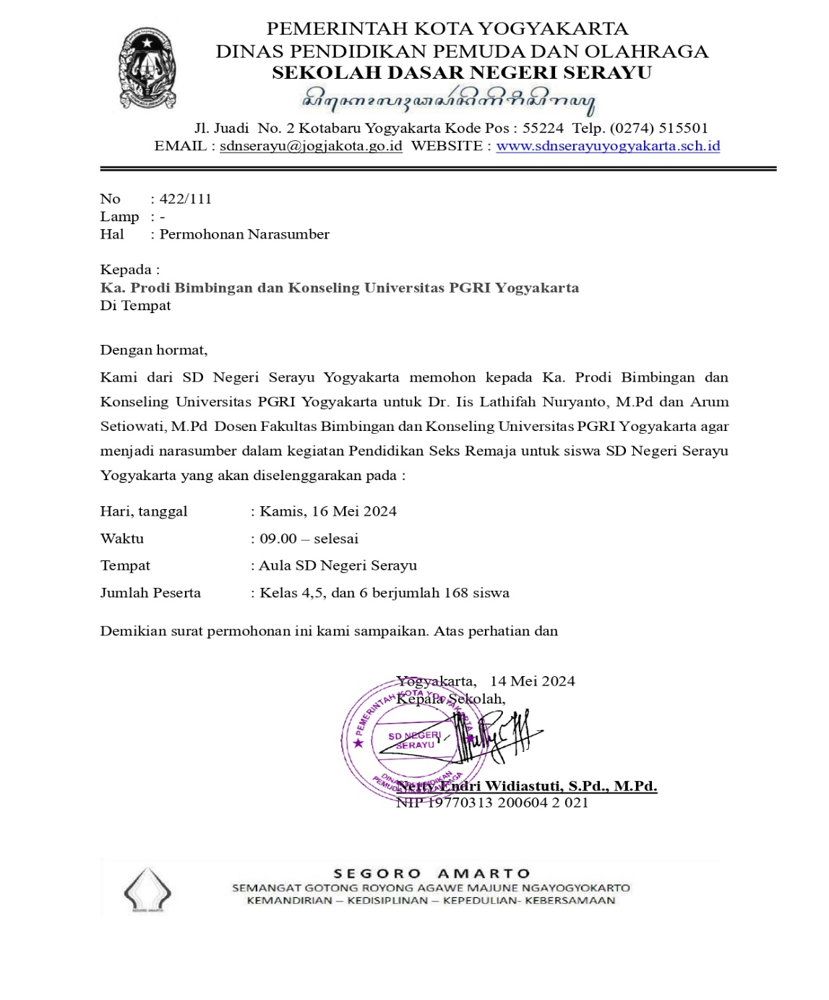 PEMERINTAH KOTA YOGYAKARTA
DINAS PENDIDIKAN PEMUDA DAN OLAHRAGA
SEKOLAH DASAR NEGERI SERAYU
Jl. Juadi No. 2 Kotabaru Yogyakarta Kode Pos : 55224 Telp. (0274) 515501
EMAIL : sdnserayu@jogjakota.go.id WEBSITE : www.sdnserayuyogyakarta.sch.id
No : 422/111
Lamp : -
Hal : Permohonan Narasumber
Kepada :
Ka. Prodi Bimbingan dan Konseling Universitas PGRI Yogyakarta
Di Tempat
Dengan hormat,
Kami dari SD Negeri Serayu Yogyakarta memohon kepada Ka. Prodi Bimbingan dan
Konseling Universitas PGRI Yogyakarta untuk Dr. Iis Lathifah Nuryanto, M.Pd dan Arum
Setiowati, M.Pd Dosen Fakultas Bimbingan dan Konseling Universitas PGRI Yogyakarta agar
menjadi narasumber dalam kegiatan Pendidikan Seks Remaja untuk siswa SD Negeri Serayu
Yogyakarta yang akan diselenggarakan pada :
Hari, tanggal : Kamis, 16 Mei 2024
Waktu : 09.00 – selesai
Tempat : Aula SD Negeri Serayu
Jumlah Peserta : Kelas 4,5, dan 6 berjumlah 168 siswa
Demikian surat permohonan ini kami sampaikan. Atas perhatian dan
Yogyakarta, 14 Mei 2024
Kepala Sekolah,
PEMERINTAH KOTA YOGYAKARTA
SD NEGERI
SERAYU
DINAS PENDIDIKAN
PEMUDA DAN OLAHRAGA
Netty Endri Widiastuti, S.Pd., M.Pd.
NIP 19770313 200604 2 021
SEGORO AMARTO
SEMANGAT GOTONG ROYONG AGAWE MAJUNE NGAYOGYOKARTO
KEMANDIRIAN – KEDISIPLINAN – KEPEDULIAN- KEBERSAMAAN
SEGORO AMARTO